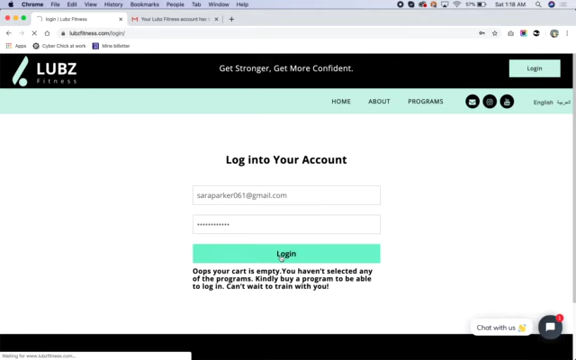 Chrome File Edit View History Bookmarks People Tab Window Help
57% Sat 1:18 AM
login | Lubz Fitness
Your Lubz Fitness account has
lubzfitness.com/login/
Apps Cyber Chick at work
LUBZ
Fitness
Get Stronger, Get More Confident.
Login
HOME ABOUT PROGRAMS English العربية
Log into Your Account
saraparker061@gmail.com
Login
Oops your cart is empty.You haven't selected any
of the programs. Kindly buy a program to be able
to log in. Can't wait to train with you!
Chat with us
Waiting for www.lubzfitness.com...